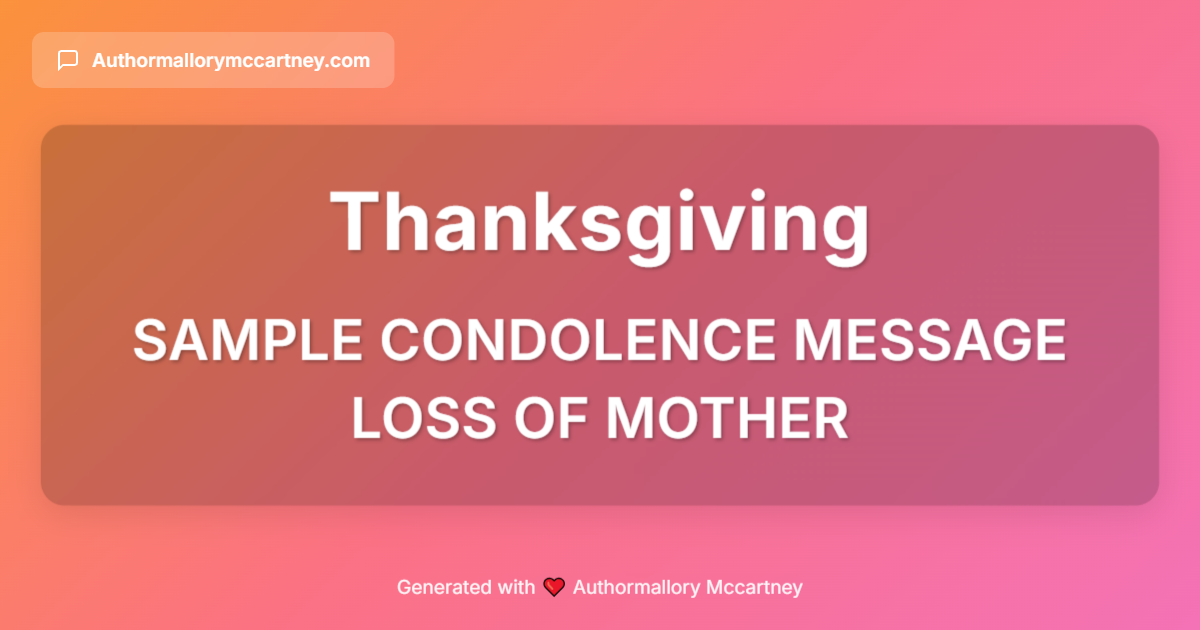 Authormallorymccartney.com
Thanksgiving
SAMPLE CONDOLENCE MESSAGE
LOSS OF MOTHER
Generated with ❤️ Authormallory Mccartney